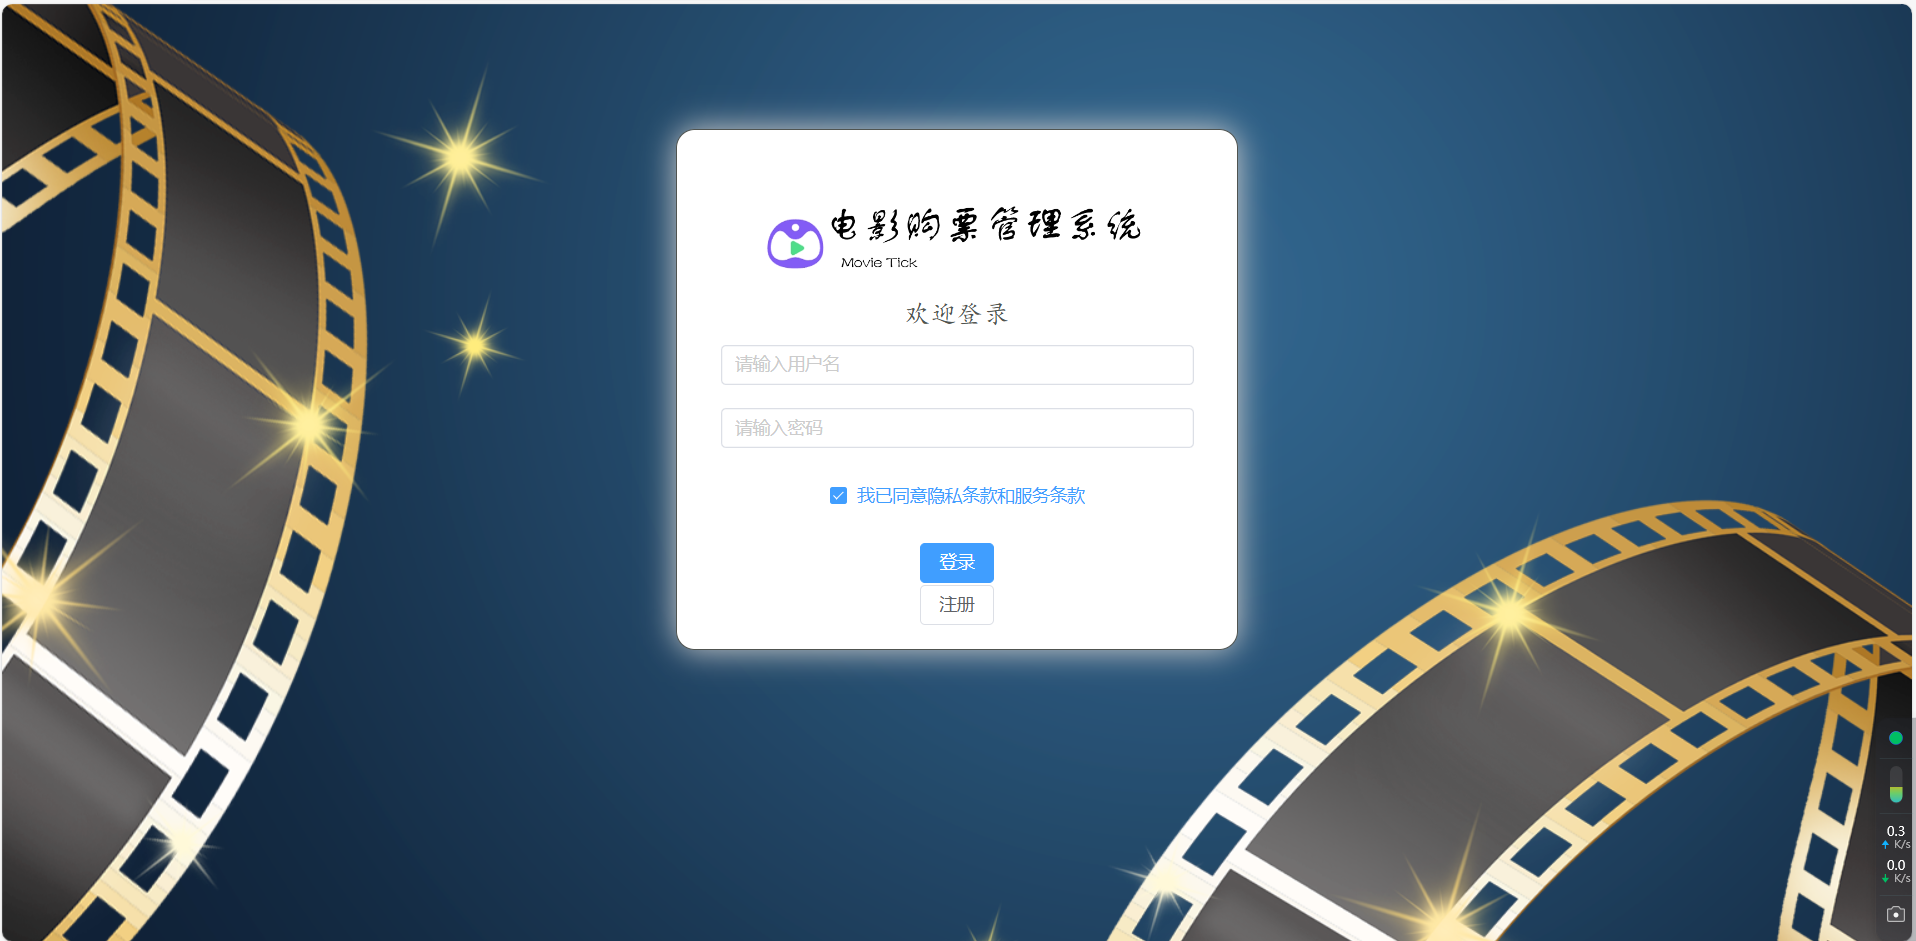 电影购票管理系统
Movie Tick
欢迎登录
请输入用户名
请输入密码
我已同意隐私条款和服务条款
登录
注册
0.3
K/s
0.0
K/s